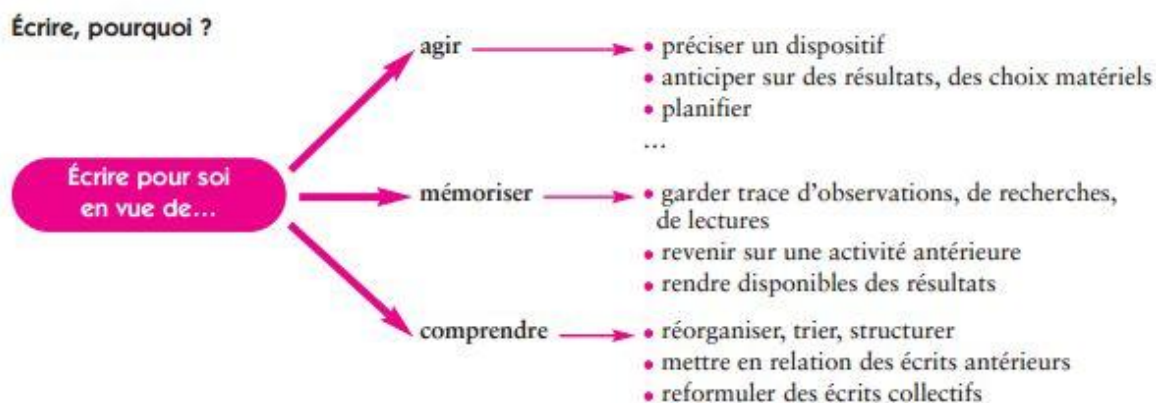 Écrire, pourquoi ?
Écrire pour soi
en vue de...
agir
• préciser un dispositif
• anticiper sur des résultats, des choix matériels
• planifier
...
mémoriser
• garder trace d'observations, de recherches,
de lectures
• revenir sur une activité antérieure
• rendre disponibles des résultats
comprendre
• réorganiser, trier, structurer
• mettre en relation des écrits antérieurs
• reformuler des écrits collectifs